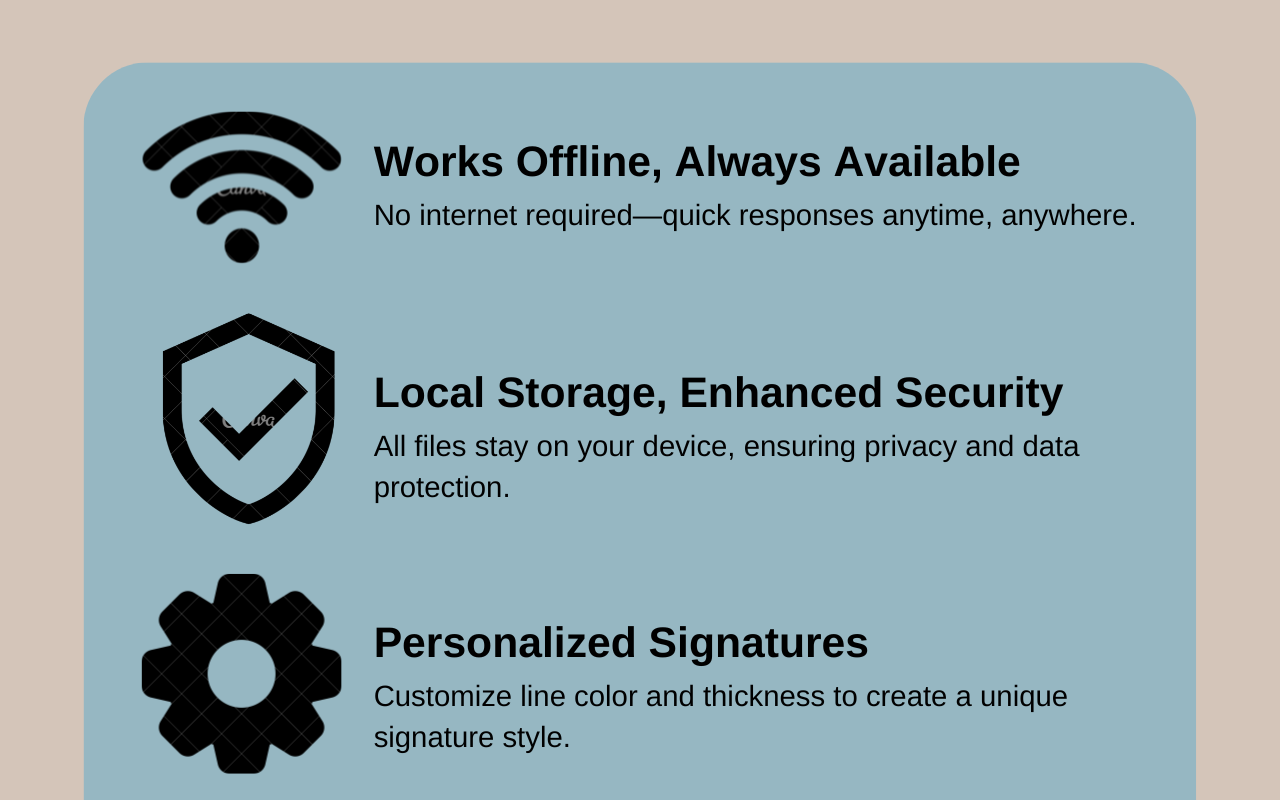 Works Offline, Always Available
No internet required—quick responses anytime, anywhere.
Local Storage, Enhanced Security
All files stay on your device, ensuring privacy and data
protection.
Personalized Signatures
Customize line color and thickness to create a unique
signature style.